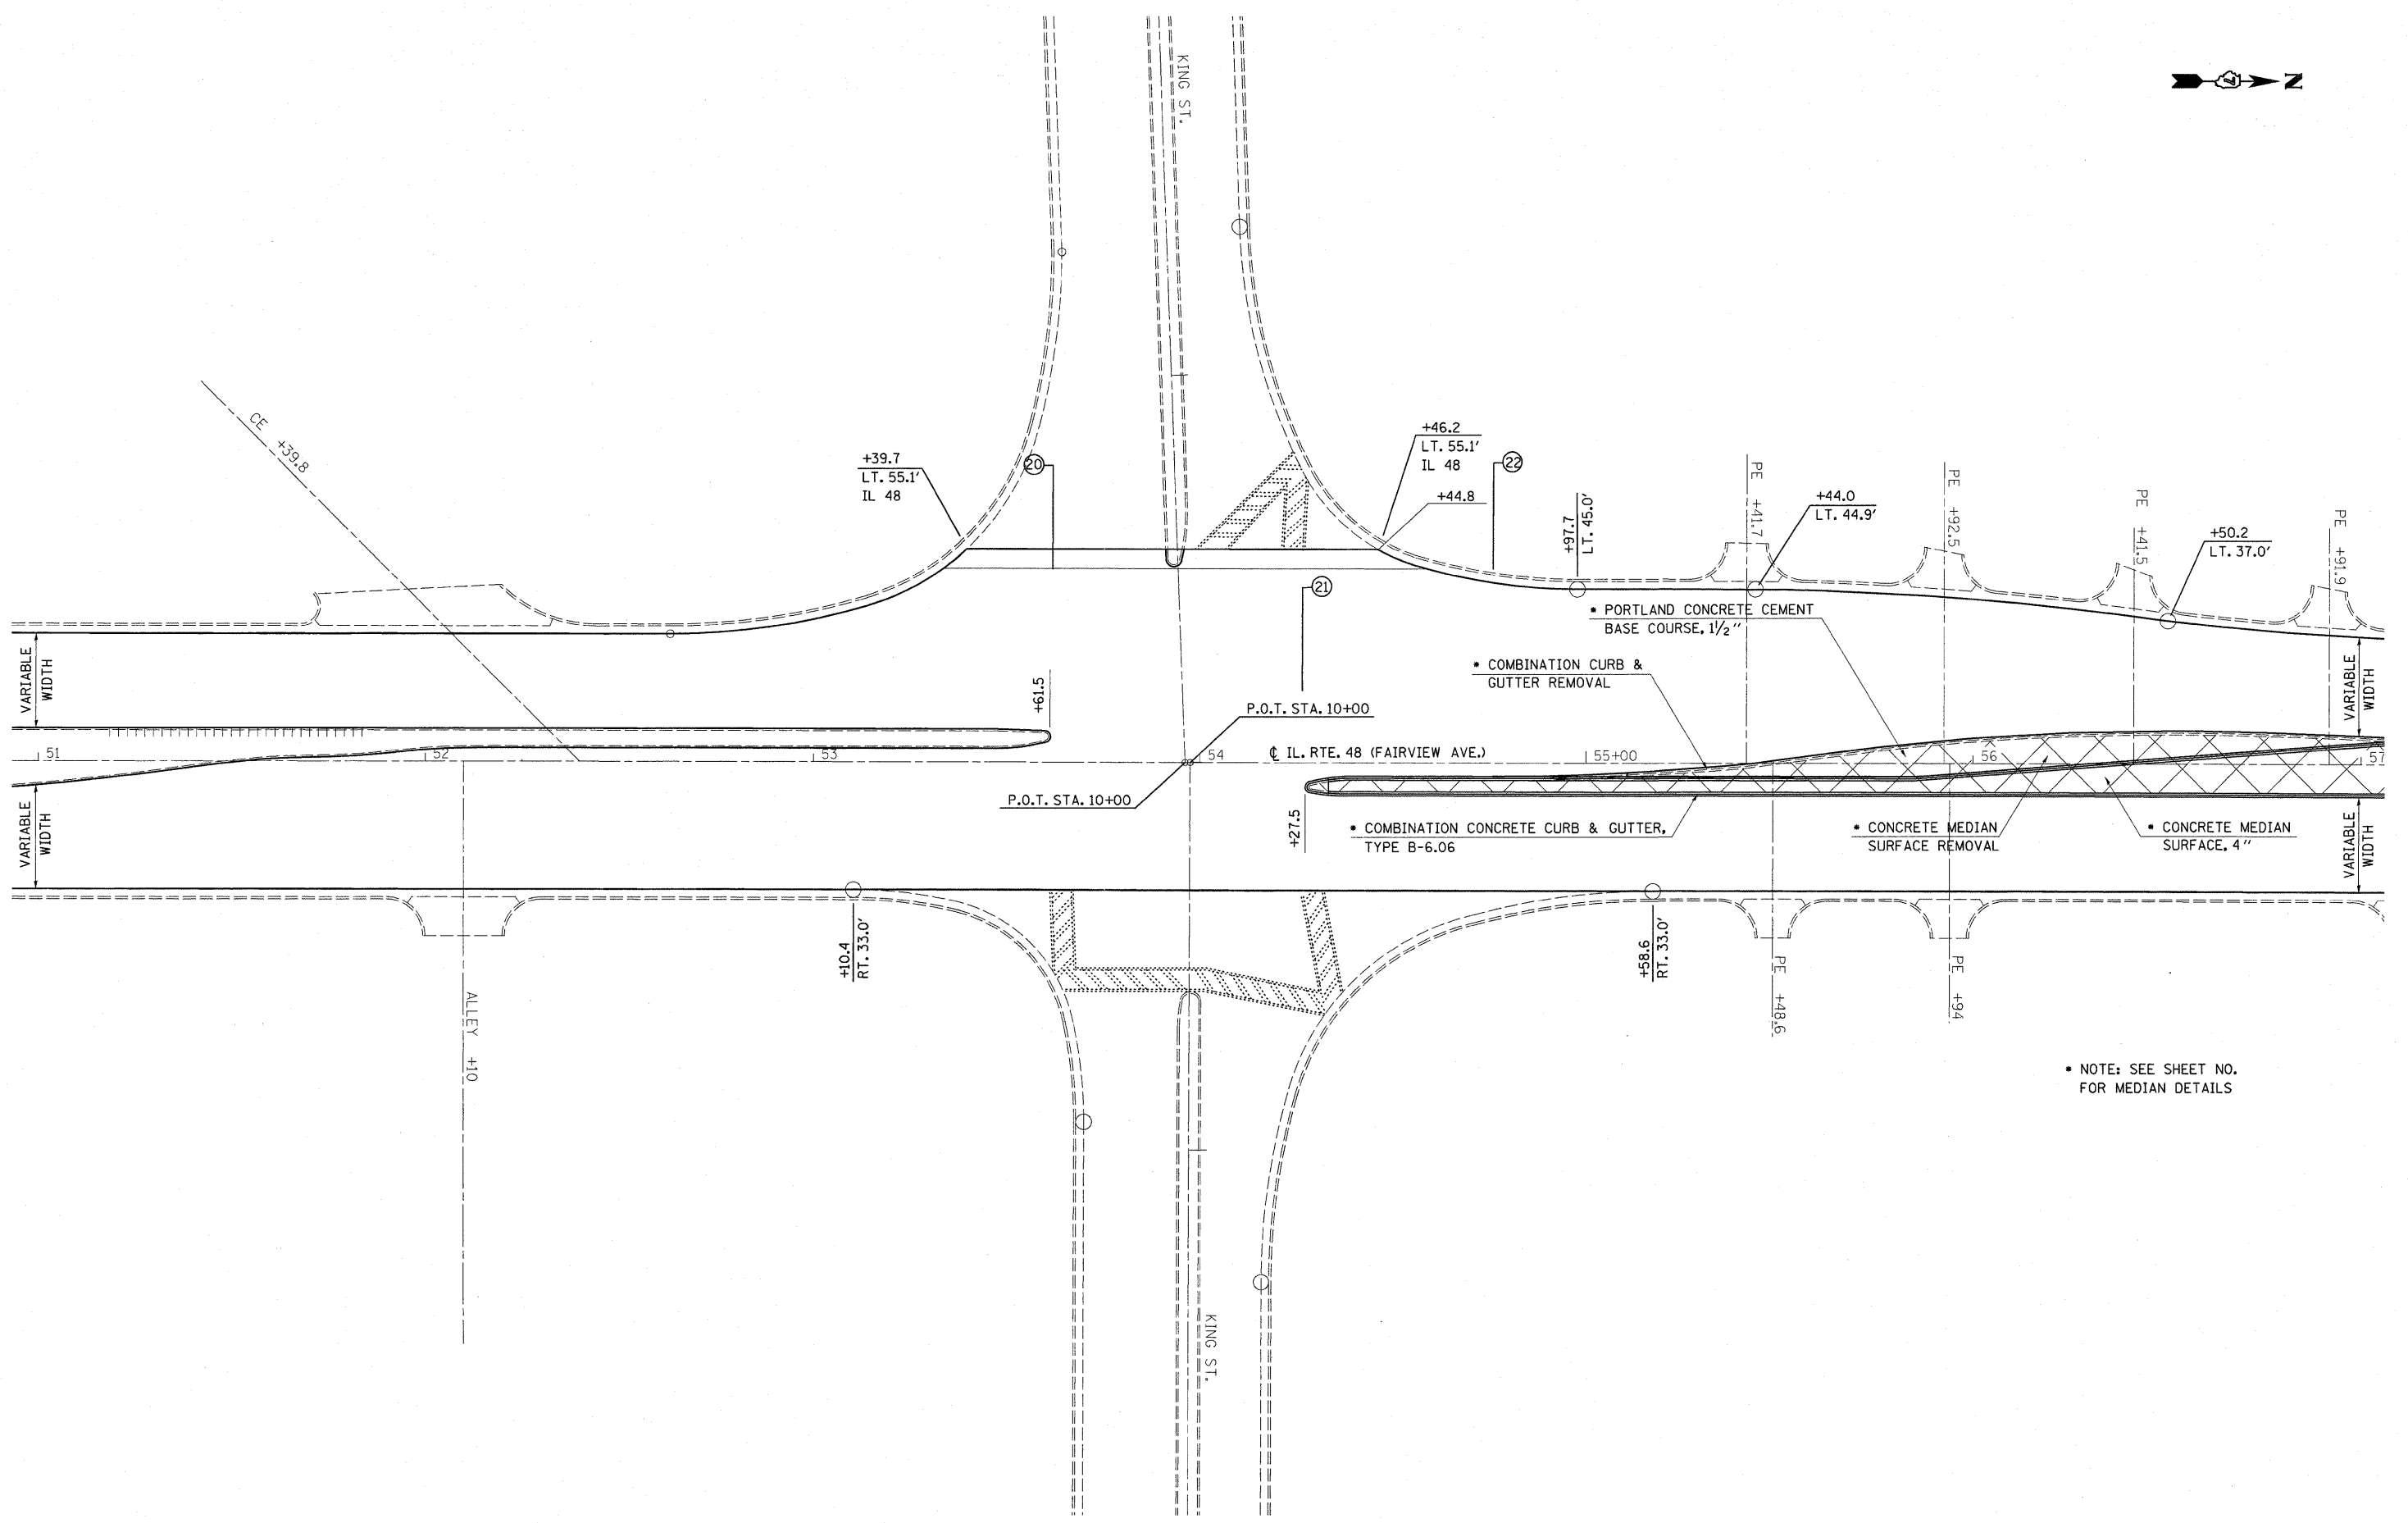 KING ST.
N
CE +39.8
+39.7
LT. 55.1'
IL 48
20
+46.2
LT. 55.1'
IL 48
+44.8
22
21
+97.7
LT. 45.0'
PE +41.7
+44.0
LT. 44.9'
PE +92.5
PE +41.5
+50.2
LT. 37.0'
PE +91.9
* PORTLAND CONCRETE CEMENT
BASE COURSE, 1½"
* COMBINATION CURB &
GUTTER REMOVAL
VARIABLE
WIDTH
+61.5
P.O.T. STA. 10+00
VARIABLE
WIDTH
51
52
53
54
℄ IL. RTE. 48 (FAIRVIEW AVE.)
55+00
56
57
P.O.T. STA. 10+00
VARIABLE
WIDTH
+27.5
* COMBINATION CONCRETE CURB & GUTTER,
TYPE B-6.06
* CONCRETE MEDIAN
SURFACE REMOVAL
* CONCRETE MEDIAN
SURFACE, 4"
VARIABLE
WIDTH
+10.4
RT. 33.0'
+58.6
RT. 33.0'
PE +48.6
PE +94
ALLEY +10
* NOTE: SEE SHEET NO.
FOR MEDIAN DETAILS
KING ST.